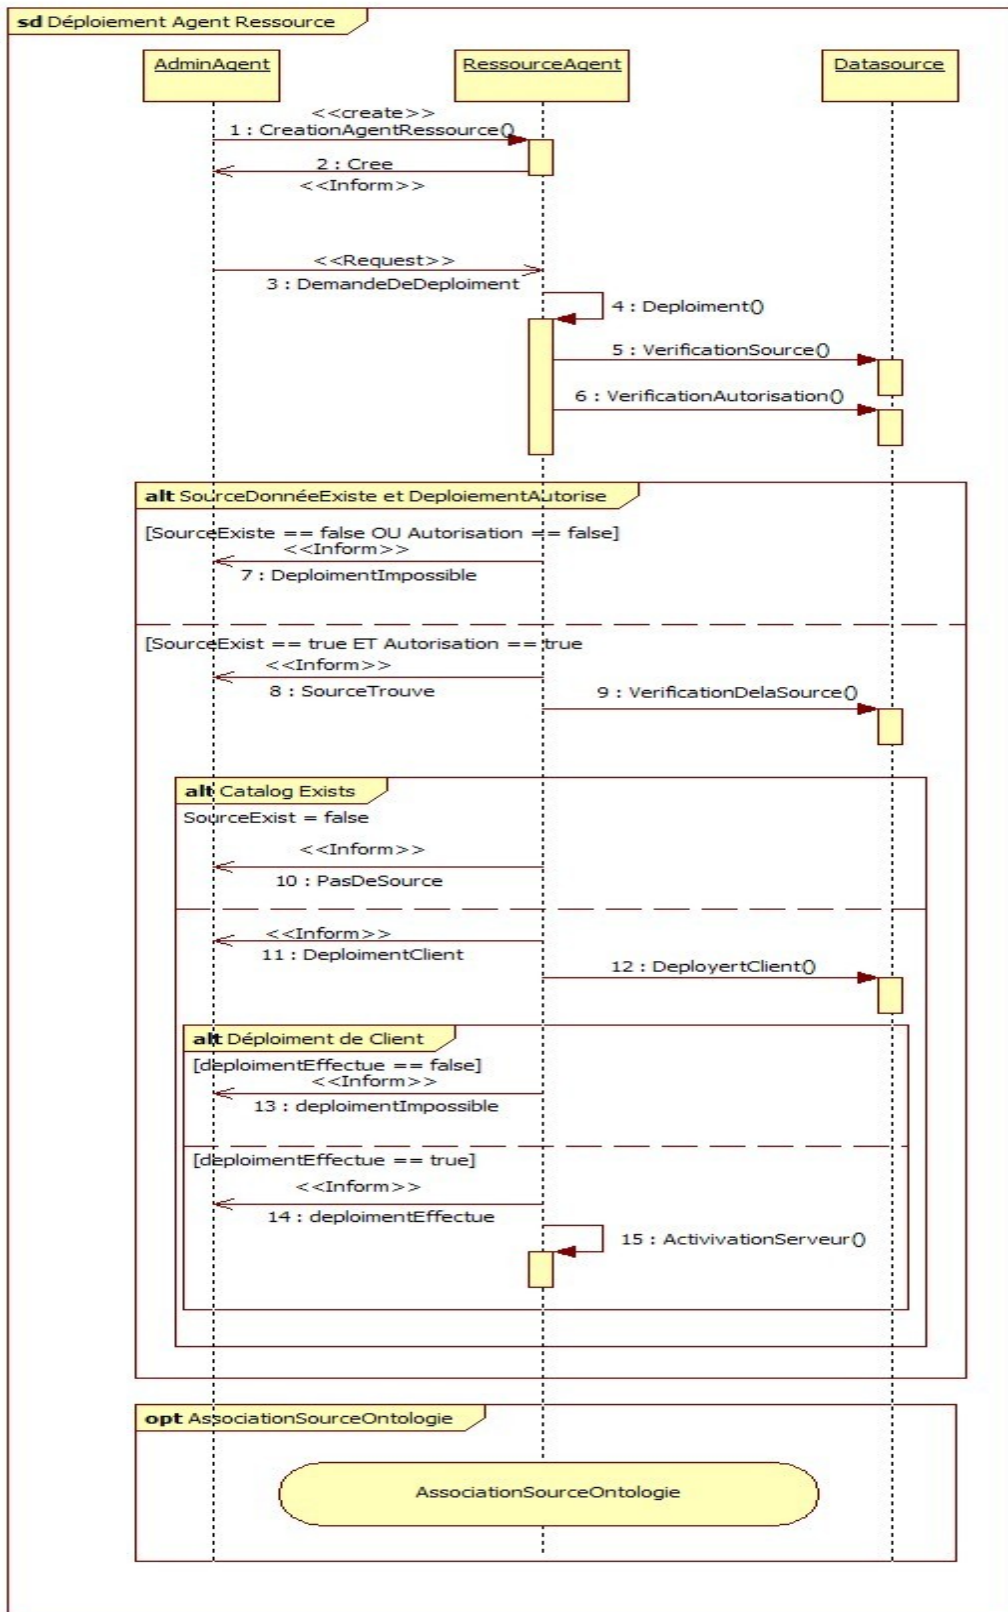 sd Déploiement Agent Ressource
AdminAgent
RessourceAgent
Datasource
<<create>>
1 : CreationAgentRessource()
2 : Cree
<<Inform>>
<<Request>>
3 : DemandeDeDeploiment
4 : Deploiment()
5 : VerificationSource()
6 : VerificationAutorisation()
alt SourceDonnéeExiste et DeploiementAutorise
[SourceExiste == false OU Autorisation == false]
<<Inform>>
7 : DeploimentImpossible
[SourceExist == true ET Autorisation == true
<<Inform>>
8 : SourceTrouve
9 : VerificationDelaSource()
alt Catalog Exists
SourceExist = false
<<Inform>>
10 : PasDeSource
<<Inform>>
11 : DeploimentClient
12 : DeployertClient()
alt Déploiment de Client
[deploimentEffectue == false]
<<Inform>>
13 : deploimentImpossible
[deploimentEffectue == true]
<<Inform>>
14 : deploimentEffectue
15 : ActivivationServeur()
opt AssociationSourceOntologie
AssociationSourceOntologie